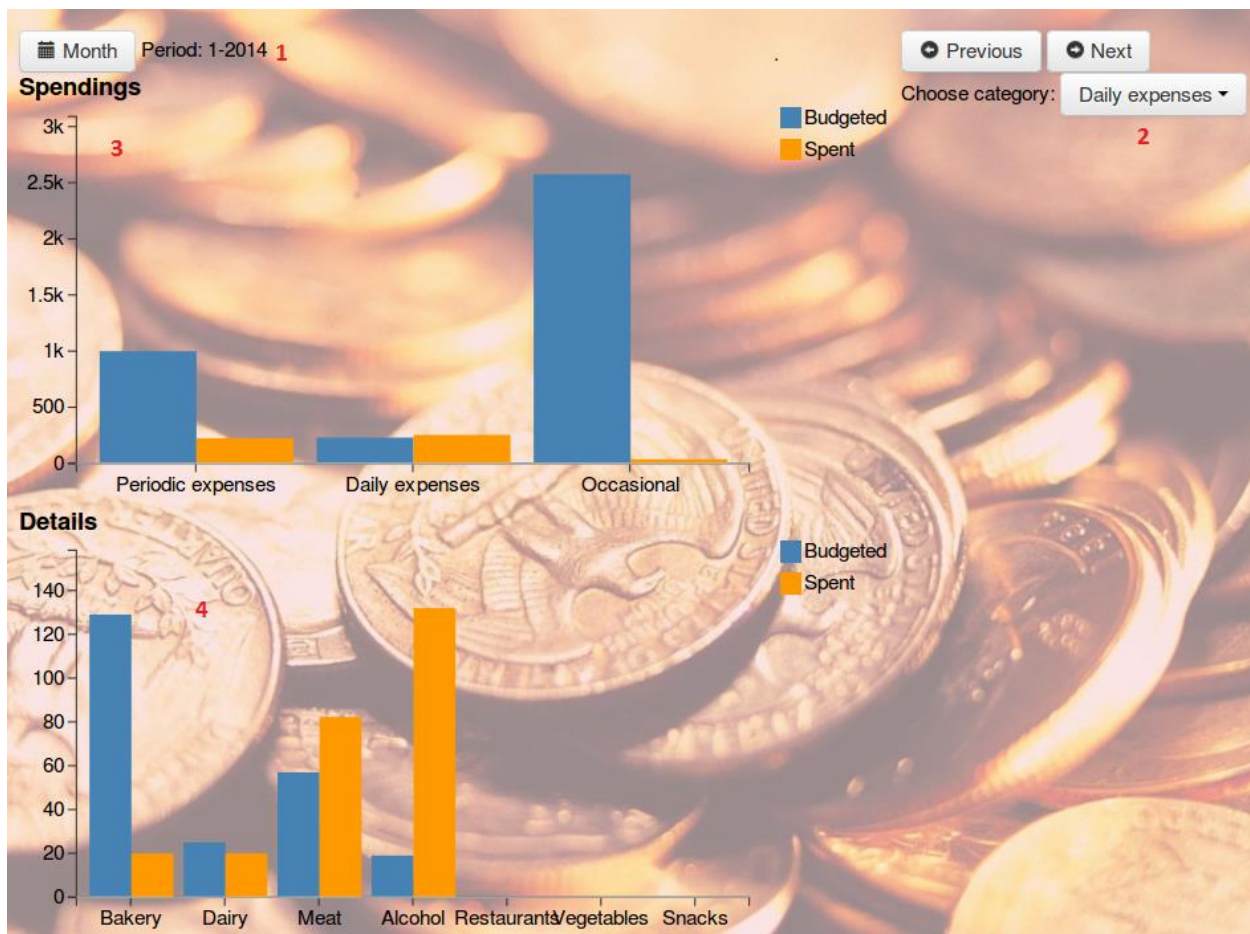 Month Period: 1-2014 1 Previous Next
Spendings
Choose category: Daily expenses
2
Budgeted
Spent
3
3k
2.5k
2k
1.5k
1k
500
0
Periodic expenses Daily expenses Occasional
Details
Budgeted
Spent
4
140
120
100
80
60
40
20
0
Bakery Dairy Meat Alcohol Restaurants Vegetables Snacks